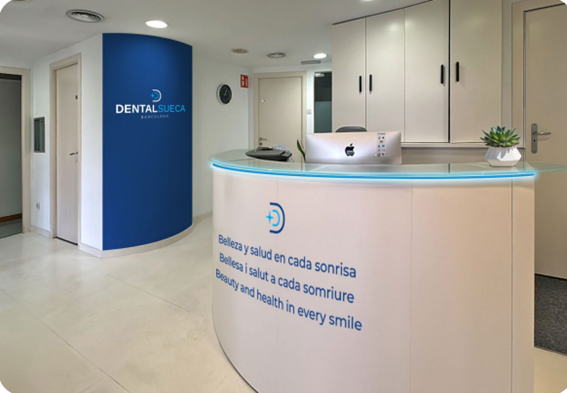 DENTALSUECA
BARCELONA
Belleza y salud en cada sonrisa
Bellesa i salut a cada somriure
Beauty and health in every smile